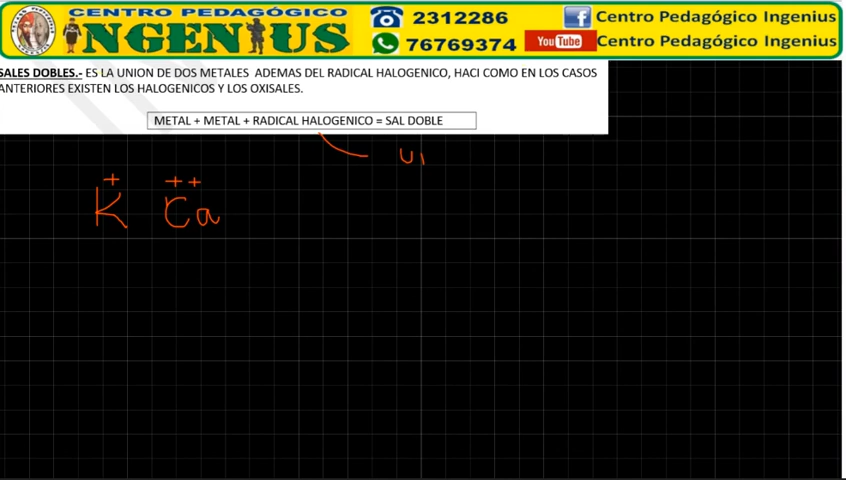 CENTRO PEDAGÓGICO
INGENIUS
2312286
76769374
Centro Pedagógico Ingenius
You Tube Centro Pedagógico Ingenius
SALES DOBLES.- ES LA UNION DE DOS METALES ADEMAS DEL RADICAL HALOGENICO, HACI COMO EN LOS CASOS
ANTERIORES EXISTEN LOS HALOGENICOS Y LOS OXISALES.
METAL + METAL + RADICAL HALOGENICO = SAL DOBLE
+ ++
K Ca